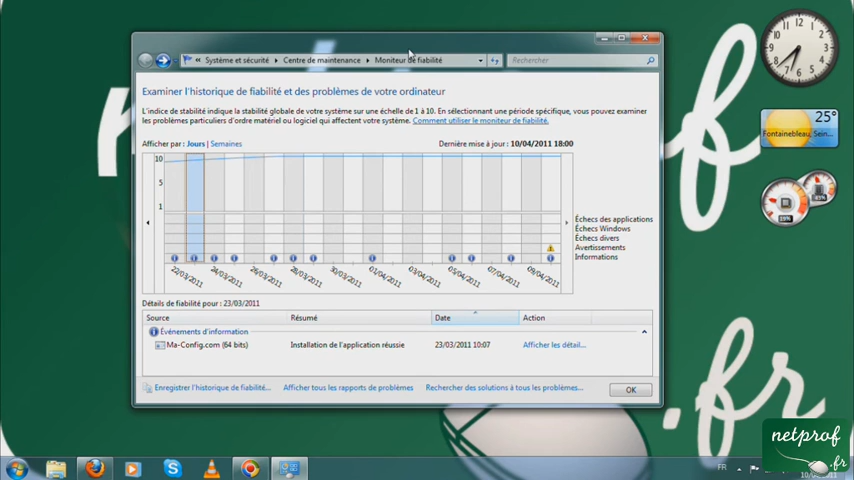 Système et sécurité Centre de maintenance Moniteur de fiabilité Rechercher
Examiner l'historique de fiabilité et des problèmes de votre ordinateur
L'indice de stabilité indique la stabilité globale de votre système sur une échelle de 1 à 10. En sélectionnant une période spécifique, vous pouvez examiner
les problèmes particuliers d'ordre matériel ou logiciel qui affectent votre système. Comment utiliser le moniteur de fiabilité.
Afficher par : Jours | Semaines Dernière mise à jour : 10/04/2011 18:00
10
5
1
Échecs des applications
Échecs Windows
Échecs divers
Avertissements
Informations
22/03/2011 24/03/2011 26/03/2011 28/03/2011 30/03/2011 01/04/2011 03/04/2011 05/04/2011 07/04/2011 09/04/2011
Détails de fiabilité pour : 23/03/2011
Source Résumé Date Action
Événements d'information
Ma-Config.com (64 bits) Installation de l'application réussie 23/03/2011 10:07 Afficher les détail...
Enregistrer l'historique de fiabilité... Afficher tous les rapports de problèmes Rechercher des solutions à tous les problèmes... OK
25°
Fontainebleau, Sein...
.fr
netprof
.fr
FR